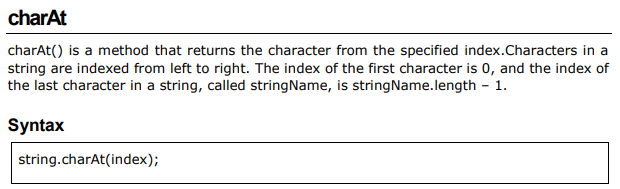 charAt
charAt() is a method that returns the character from the specified index.Characters in a
string are indexed from left to right. The index of the first character is 0, and the index of
the last character in a string, called stringName, is stringName.length – 1.
Syntax
string.charAt(index);